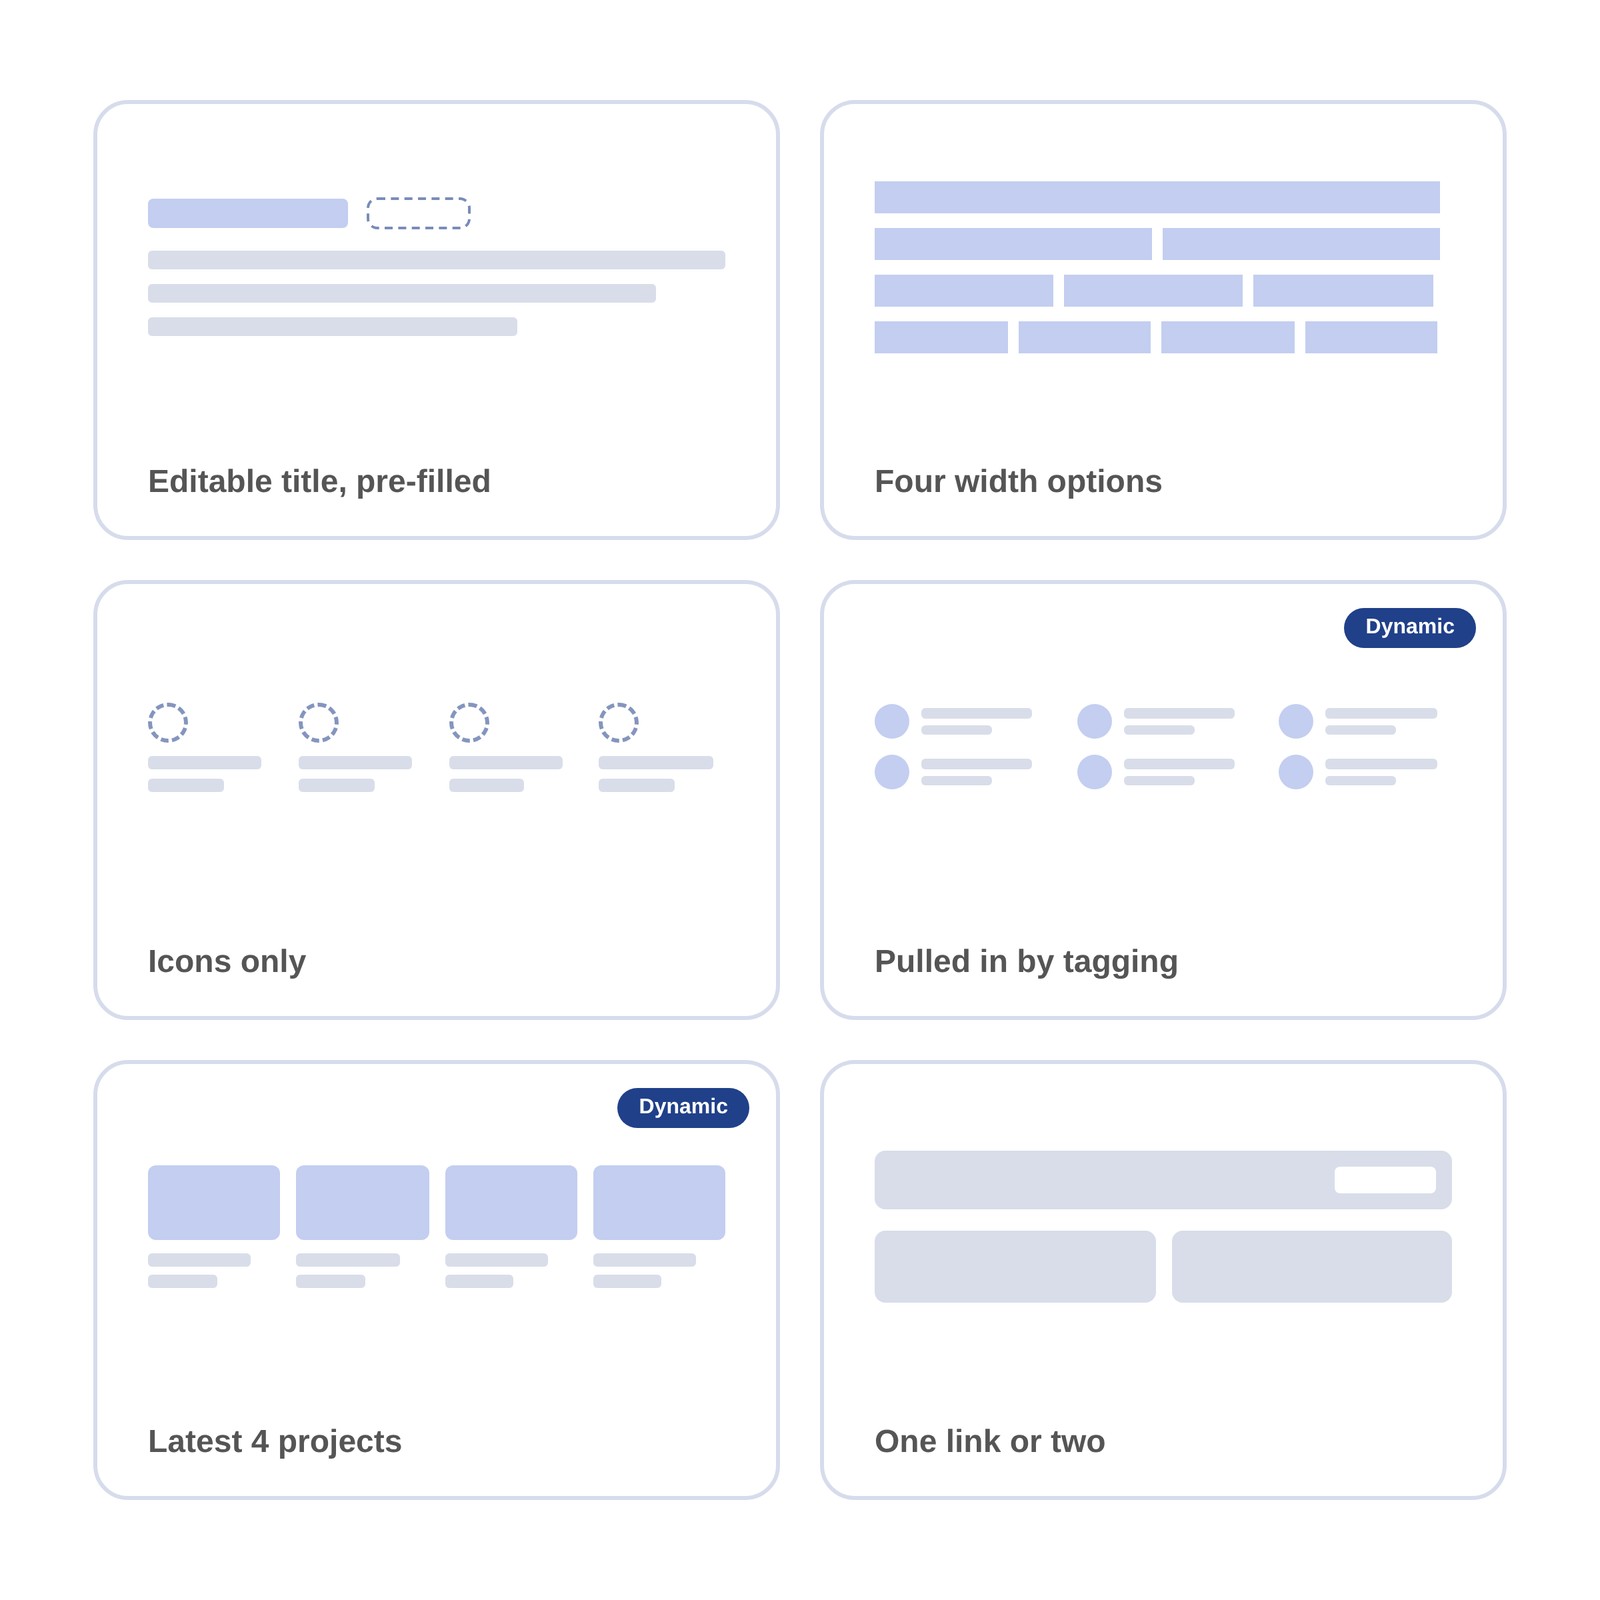 Editable title, pre-filled
Four width options
Icons only
Dynamic
Pulled in by tagging
Dynamic
Latest 4 projects
One link or two